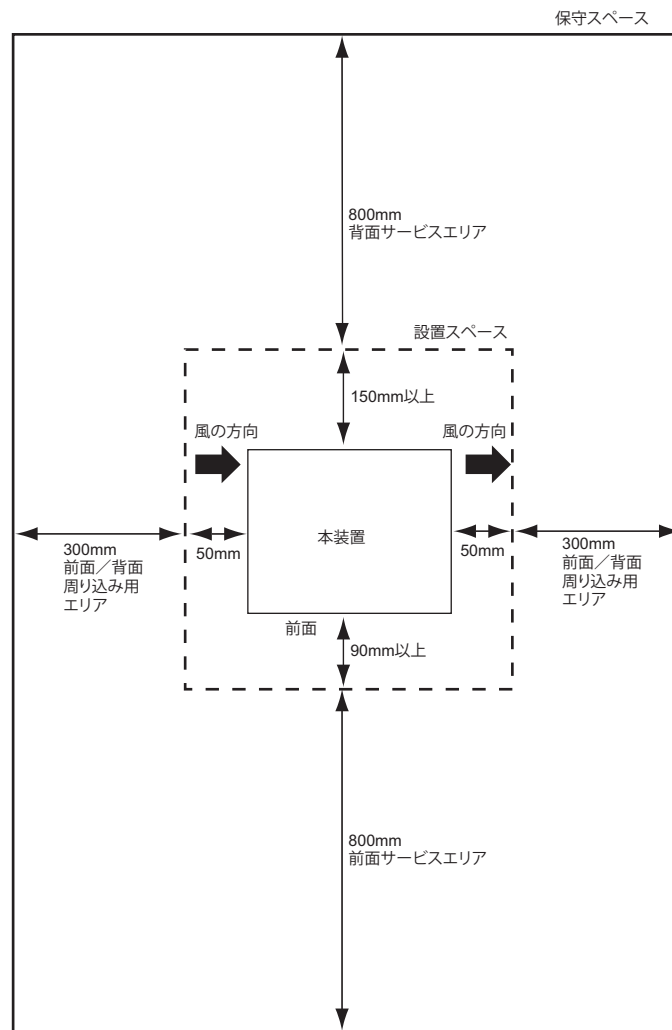 保守スペース
800mm
背面サービスエリア
設置スペース
150mm以上
風の方向
風の方向
本装置
300mm
前面／背面
周り込み用
エリア
50mm
50mm
300mm
前面／背面
周り込み用
エリア
前面
90mm以上
800mm
前面サービスエリア